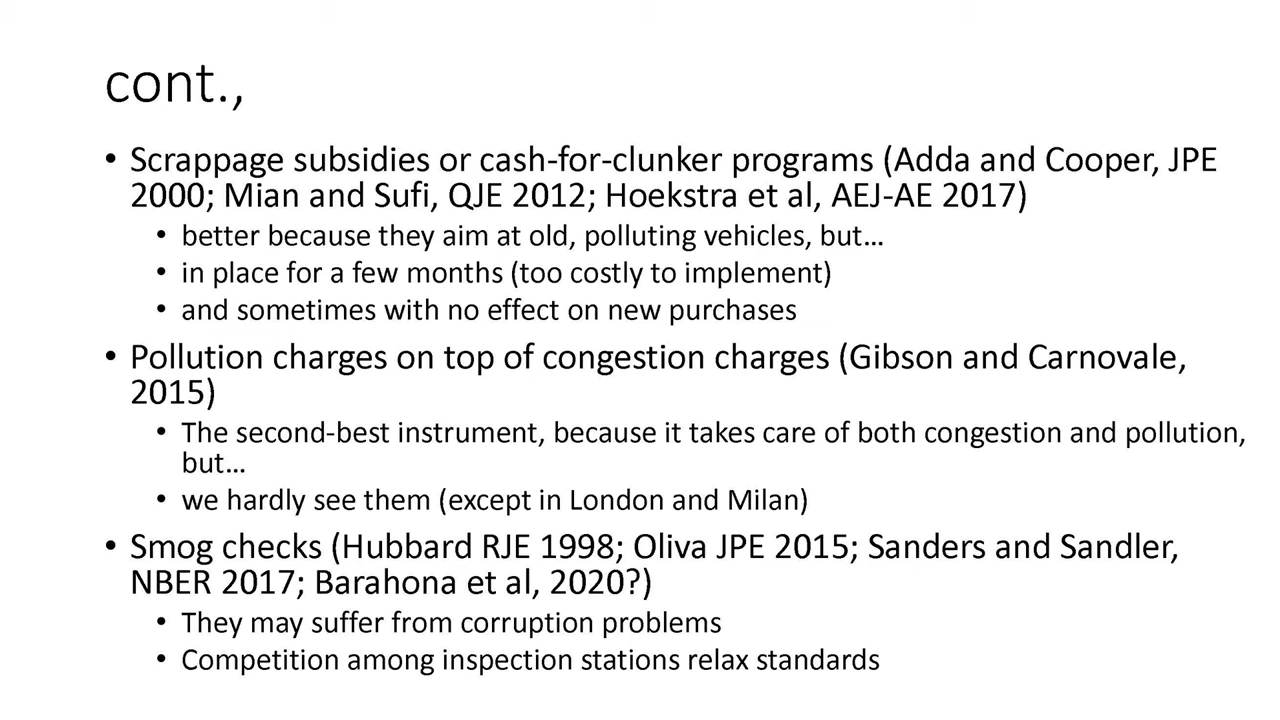 cont.,
• Scrappage subsidies or cash-for-clunker programs (Adda and Cooper, JPE
2000; Mian and Sufi, QJE 2012; Hoekstra et al, AEJ-AE 2017)
• better because they aim at old, polluting vehicles, but…
• in place for a few months (too costly to implement)
• and sometimes with no effect on new purchases
• Pollution charges on top of congestion charges (Gibson and Carnovale,
2015)
• The second-best instrument, because it takes care of both congestion and pollution,
but…
• we hardly see them (except in London and Milan)
• Smog checks (Hubbard RJE 1998; Oliva JPE 2015; Sanders and Sandler,
NBER 2017; Barahona et al, 2020?)
• They may suffer from corruption problems
• Competition among inspection stations relax standards